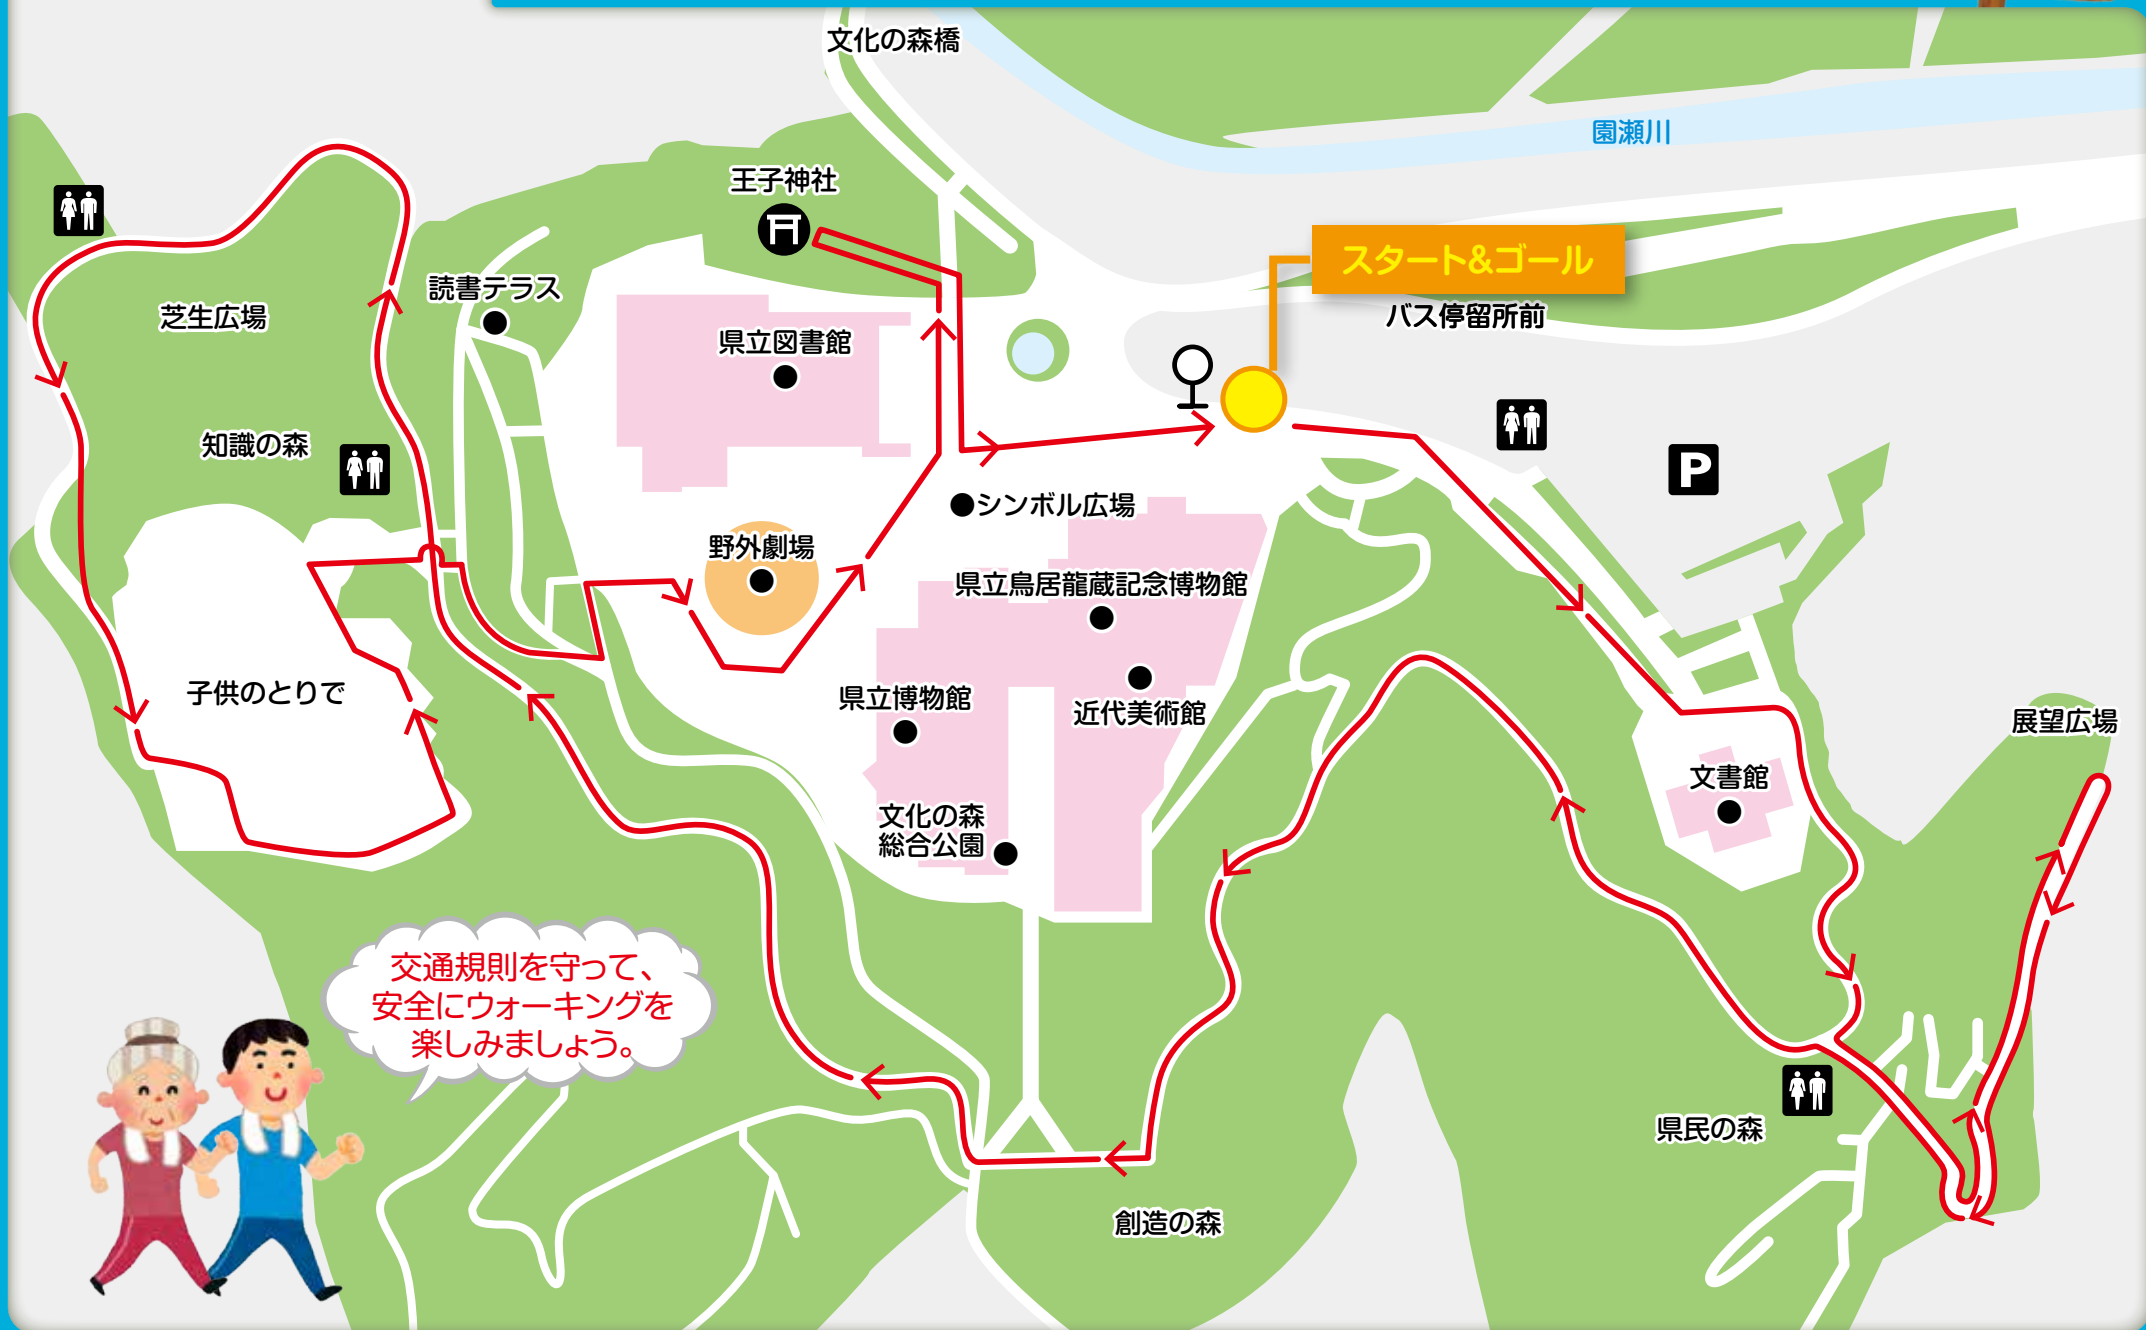 文化の森橋
園瀬川
王子神社
スタート&ゴール
バス停留所前
読書テラス
芝生広場
県立図書館
知識の森
P
シンボル広場
野外劇場
県立鳥居龍蔵記念博物館
子供のとりで
県立博物館
近代美術館
展望広場
文書館
文化の森
総合公園
交通規則を守って、
安全にウォーキングを
楽しみましょう。
県民の森
創造の森